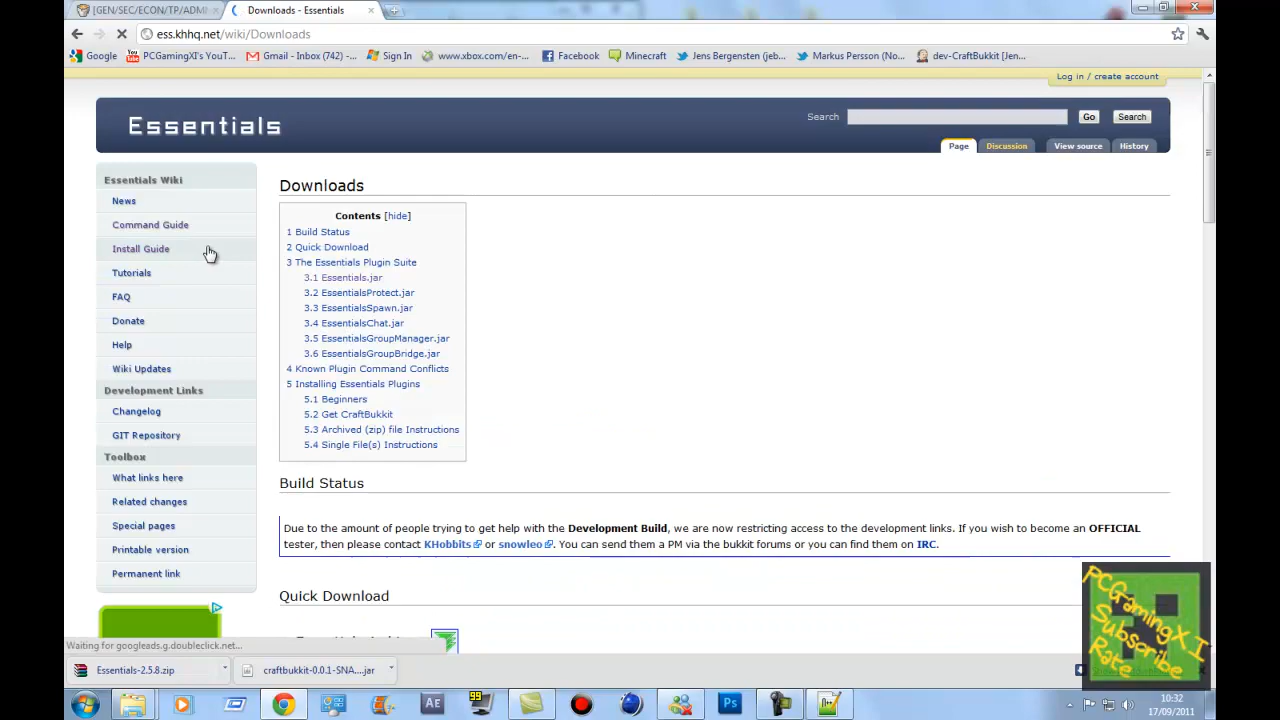 [GEN/SEC/ECON/TP/ADM
Downloads - Essentials
ess.khhq.net/wiki/Downloads
Google
PCGamingXI's YouT...
Gmail - Inbox (742) -...
Sign In
www.xbox.com/en-...
Facebook
Minecraft
Jens Bergensten (jeb...
Markus Persson (No...
dev-CraftBukkit [Jen...
Log in / create account
Essentials
Search
Go
Search
Page
Discussion
View source
History
Essentials Wiki
News
Command Guide
Install Guide
Tutorials
FAQ
Donate
Help
Wiki Updates
Development Links
Changelog
GIT Repository
Toolbox
What links here
Related changes
Special pages
Printable version
Permanent link
Downloads
Contents [hide]
1 Build Status
2 Quick Download
3 The Essentials Plugin Suite
3.1 Essentials.jar
3.2 EssentialsProtect.jar
3.3 EssentialsSpawn.jar
3.4 EssentialsChat.jar
3.5 EssentialsGroupManager.jar
3.6 EssentialsGroupBridge.jar
4 Known Plugin Command Conflicts
5 Installing Essentials Plugins
5.1 Beginners
5.2 Get CraftBukkit
5.3 Archived (zip) file Instructions
5.4 Single File(s) Instructions
Build Status
Due to the amount of people trying to get help with the Development Build, we are now restricting access to the development links. If you wish to become an OFFICIAL
tester, then please contact KHobbits or snowleo. You can send them a PM via the bukkit forums or you can find them on IRC.
Quick Download
Waiting for googleads.g.doubleclick.net...
Essentials-2.5.8.zip
craftbukkit-0.0.1-SNA....jar
PCGamingXI
Subscribe
Rate
AE
99
Ps
10:32
17/09/2011